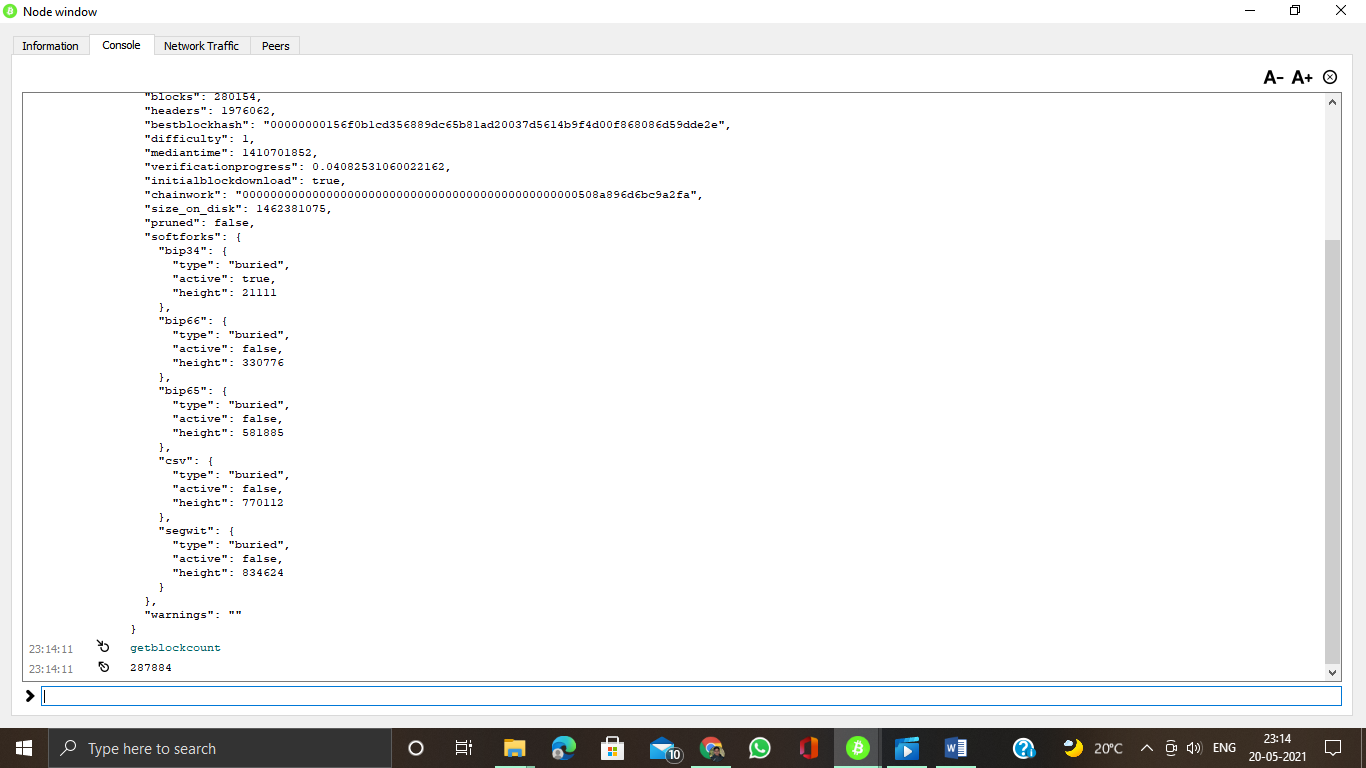 Node window
Information Console Network Traffic Peers
A- A+
"blocks": 280154,
"headers": 1976062,
"bestblockhash": "00000000156f0b1cd356889dc65b81ad20037d5614b9f4d00f868086d59dde2e",
"difficulty": 1,
"mediantime": 1410701852,
"verificationprogress": 0.04082531060022162,
"initialblockdownload": true,
"chainwork": "000000000000000000000000000000000000000000000000508a896d6bc9a2fa",
"size_on_disk": 1462381075,
"pruned": false,
"softforks": {
"bip34": {
"type": "buried",
"active": true,
"height": 21111
},
"bip66": {
"type": "buried",
"active": false,
"height": 330776
},
"bip65": {
"type": "buried",
"active": false,
"height": 581885
},
"csv": {
"type": "buried",
"active": false,
"height": 770112
},
"segwit": {
"type": "buried",
"active": false,
"height": 834624
}
},
"warnings": ""
}
23:14:11 getblockcount
23:14:11 287884
Type here to search
10
20°C
ENG
23:14
20-05-2021